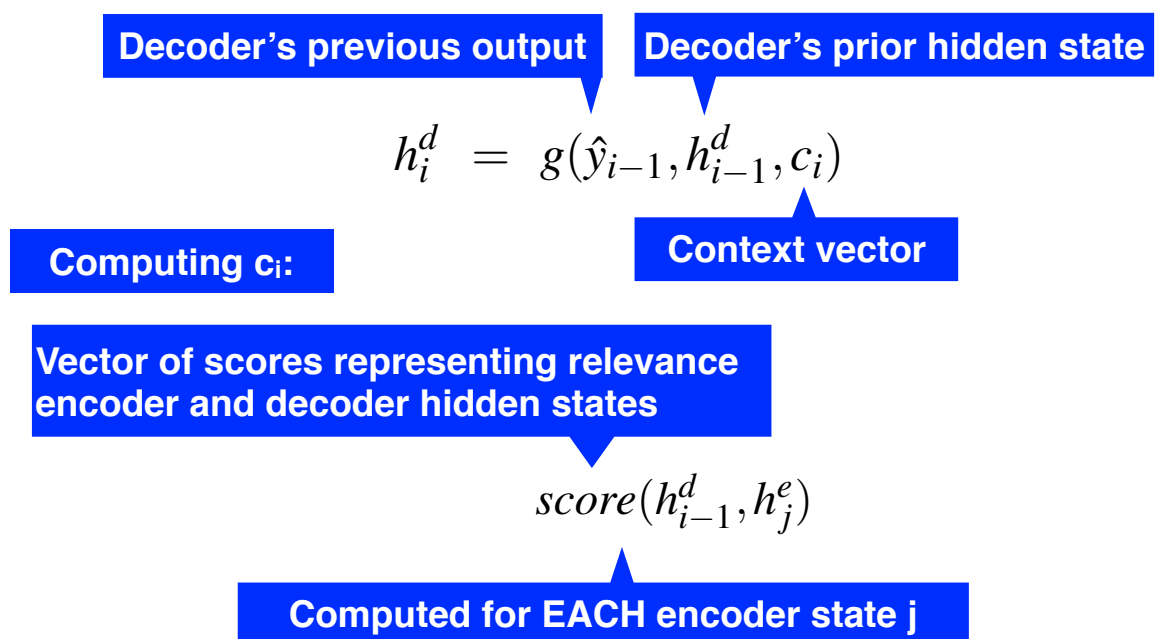 Decoder’s previous output
Decoder’s prior hidden state
h_i^d = g(ŷ_{i−1}, h_{i−1}^d, c_i)
Context vector
Computing cᵢ:
Vector of scores representing relevance
encoder and decoder hidden states
score(h_{i−1}^d, h_j^e)
Computed for EACH encoder state j